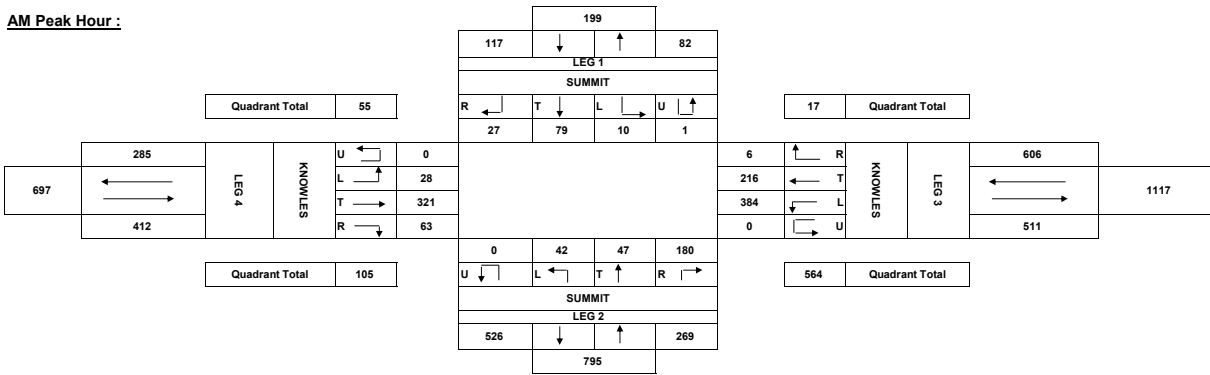 AM Peak Hour :
199
117 82
LEG 1
SUMMIT
Quadrant Total 55
R T L U
17 Quadrant Total
27 79 10 1
285
U 0
6 R
606
697
LEG 4
KNOWLES
L 28
216 T
KNOWLES
LEG 3
1117
T 321
384 L
412
R 63
0 U
511
0 42 47 180
Quadrant Total 105
U L T R
564 Quadrant Total
SUMMIT
LEG 2
526 269
795